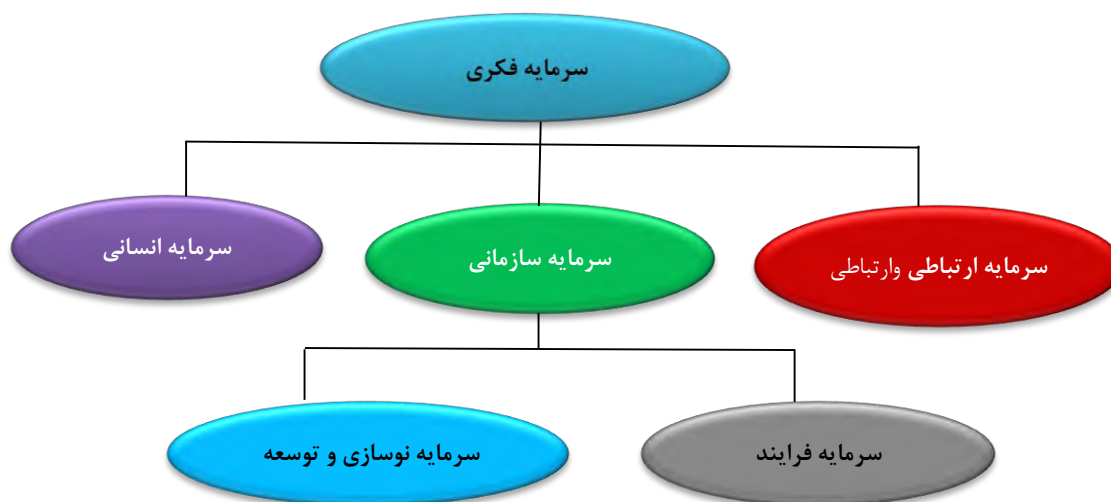 سرمایه فکری
سرمایه ارتباطی وارتباطی
سرمایه سازمانی
سرمایه انسانی
سرمایه فرایند
سرمایه نوسازی و توسعه